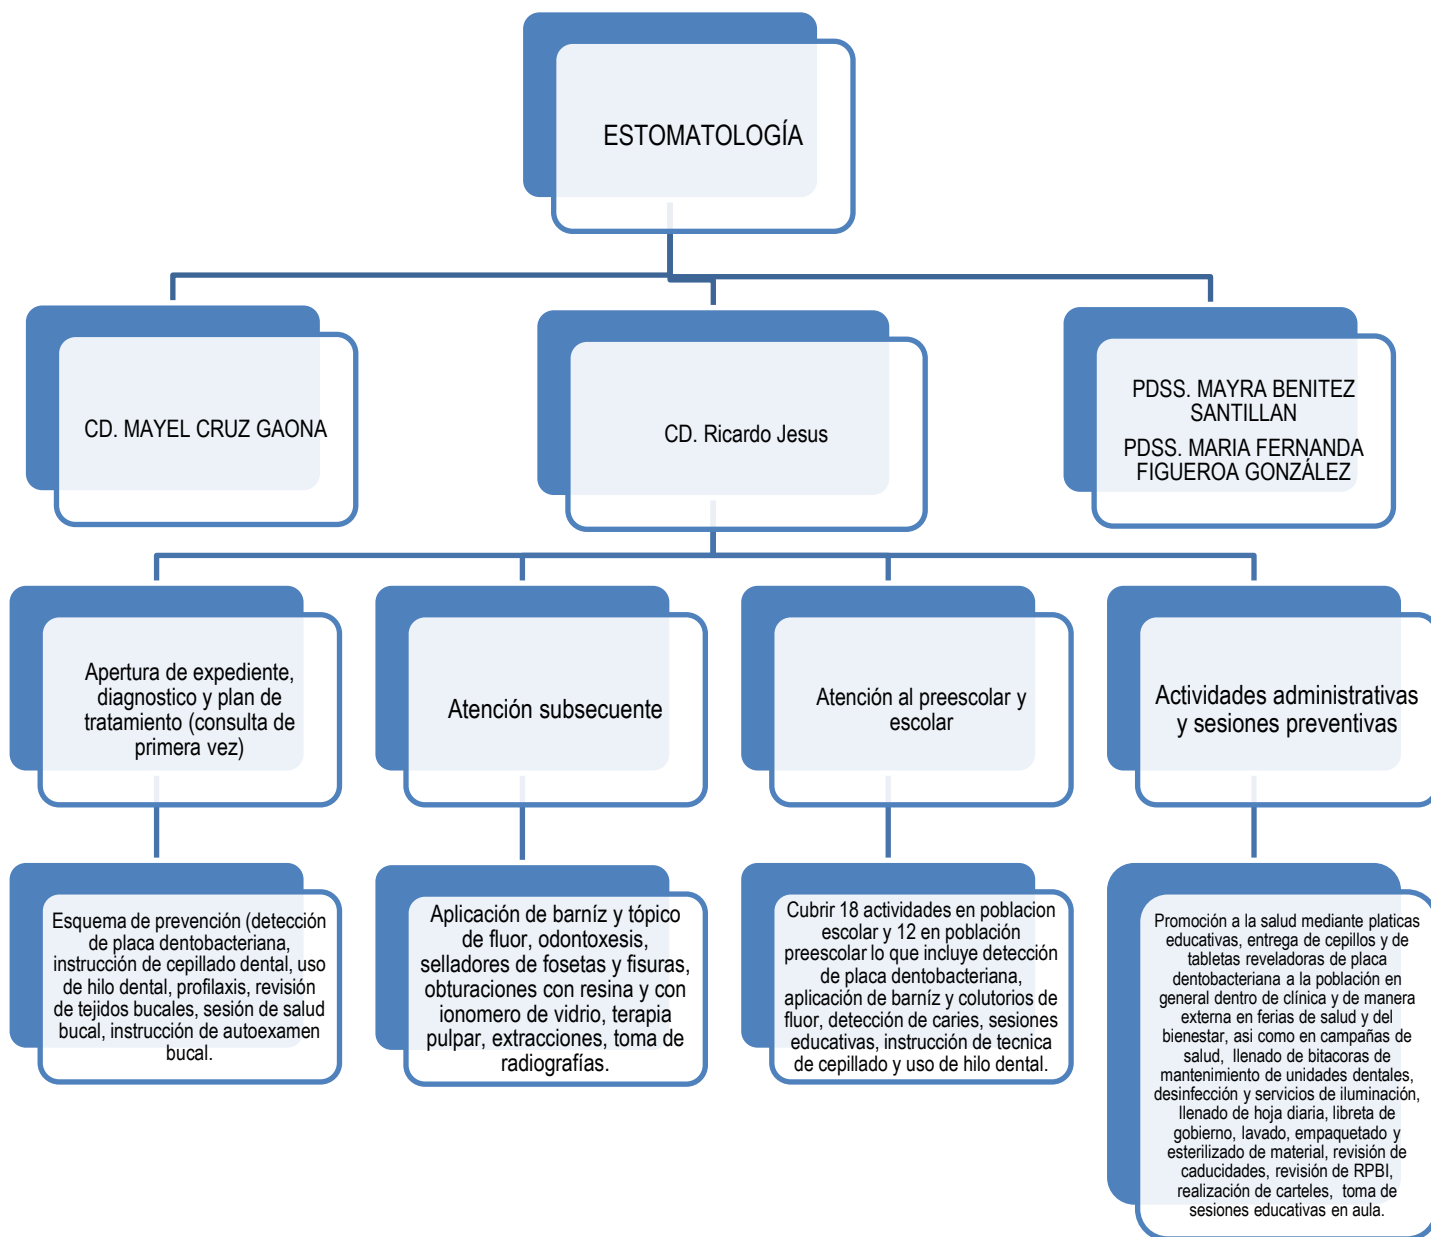 ESTOMATOLOGÍA
CD. MAYEL CRUZ GAONA
CD. Ricardo Jesus
PDSS. MAYRA BENITEZ
SANTILLAN
PDSS. MARIA FERNANDA
FIGUEROA GONZÁLEZ
Apertura de expediente,
diagnostico y plan de
tratamiento (consulta de
primera vez)
Atención subsecuente
Atención al preescolar y
escolar
Actividades administrativas
y sesiones preventivas
Esquema de prevención (detección
de placa dentobacteriana,
instrucción de cepillado dental, uso
de hilo dental, profilaxis, revisión
de tejidos bucales, sesión de salud
bucal, instrucción de autoexamen
bucal.
Aplicación de barníz y tópico
de fluor, odontoxesis,
selladores de fosetas y fisuras,
obturaciones con resina y con
ionomero de vidrio, terapia
pulpar, extracciones, toma de
radiografías.
Cubrir 18 actividades en poblacion
escolar y 12 en población
preescolar lo que incluye detección
de placa dentobacteriana,
aplicación de barníz y colutorios de
fluor, detección de caries, sesiones
educativas, instrucción de tecnica
de cepillado y uso de hilo dental.
Promoción a la salud mediante platicas
educativas, entrega de cepillos y de
tabletas reveladoras de placa
dentobacteriana a la población en
general dentro de clínica y de manera
externa en ferias de salud y del
bienestar, asi como en campañas de
salud, llenado de bitacoras de
mantenimiento de unidades dentales,
desinfección y servicios de iluminación,
llenado de hoja diaria, libreta de
gobierno, lavado, empaquetado y
esterilizado de material, revisión de
caducidades, revisión de RPBI,
realización de carteles, toma de
sesiones educativas en aula.